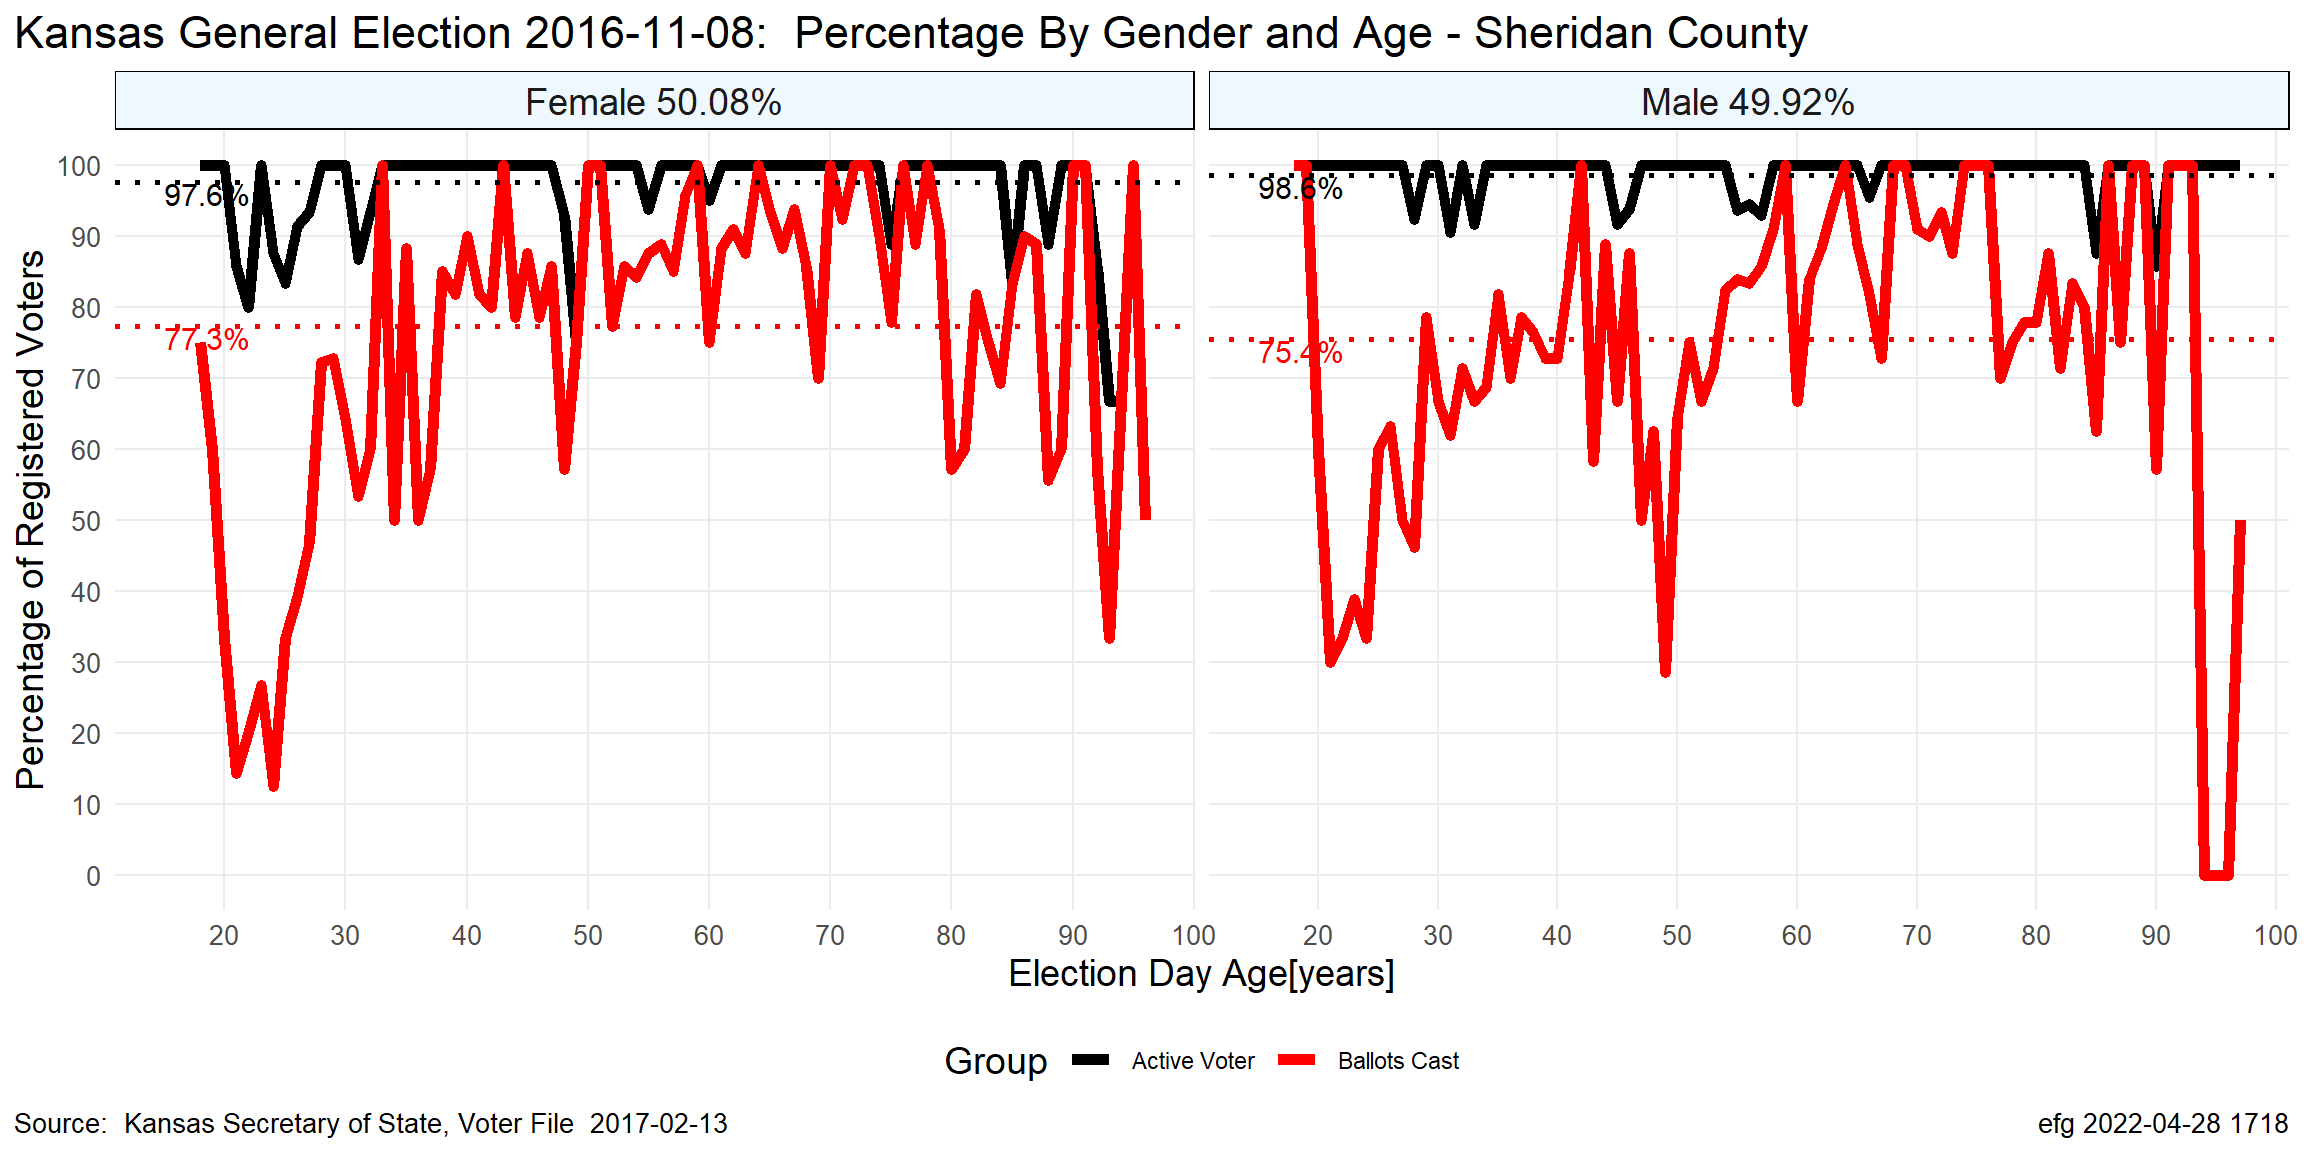 Kansas General Election 2016-11-08:  Percentage By Gender and Age - Sheridan County
Female 50.08%
Male 49.92%
Percentage of Registered Voters
100
90
80
70
60
50
40
30
20
10
0
97.6%
77.3%
98.6%
75.4%
20 30 40 50 60 70 80 90 100
20 30 40 50 60 70 80 90 100
Election Day Age[years]
Group Active Voter Ballots Cast
Source:  Kansas Secretary of State, Voter File  2017-02-13
efg 2022-04-28 1718